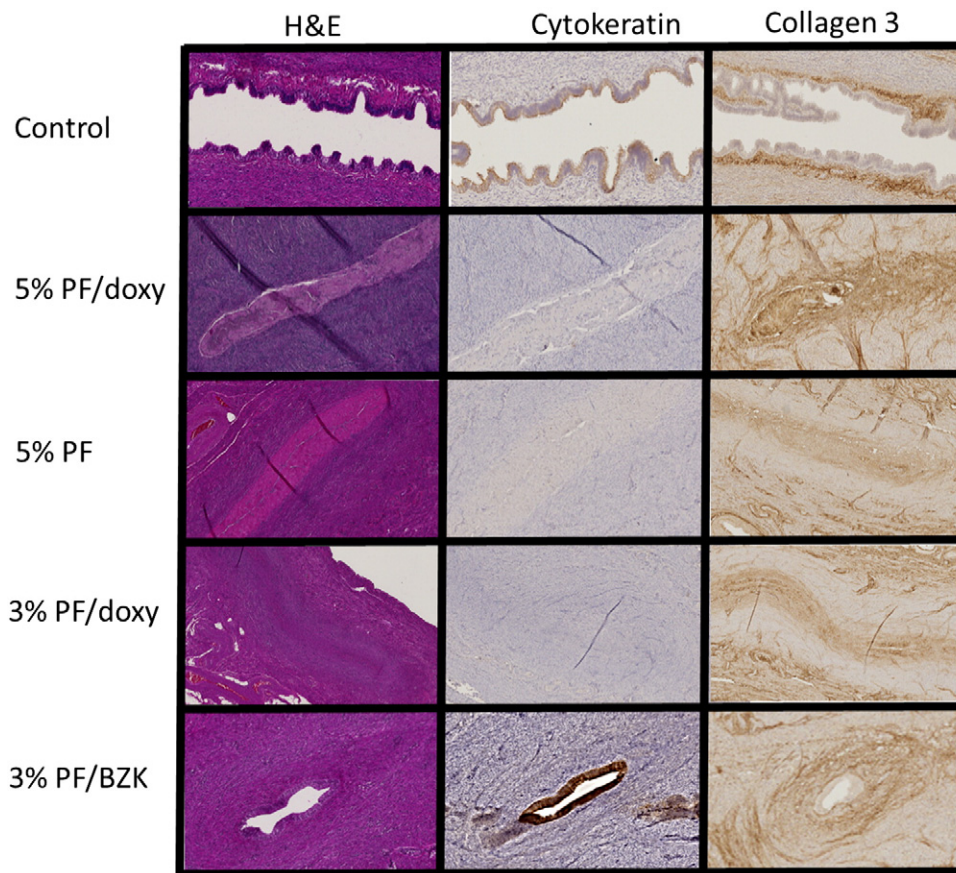 H&E Cytokeratin Collagen 3
Control
5% PF/doxy
5% PF
3% PF/doxy
3% PF/BZK